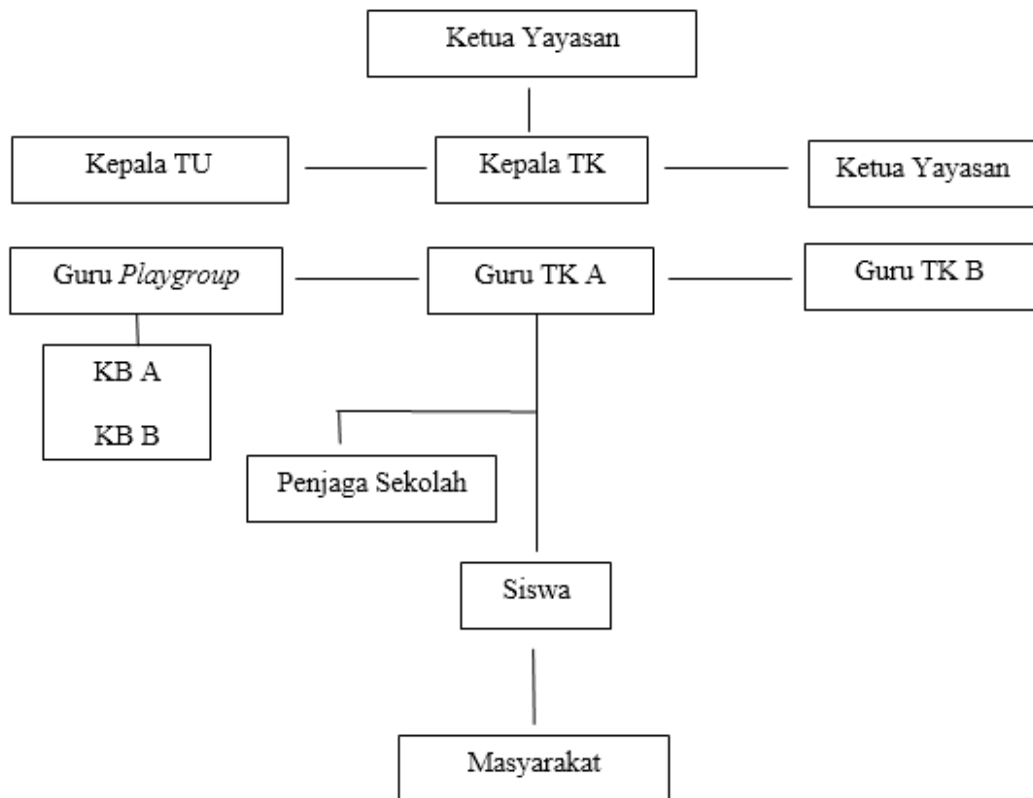 Ketua Yayasan
Kepala TU
Kepala TK
Ketua Yayasan
Guru Playgroup
Guru TK A
Guru TK B
KB A
KB B
Penjaga Sekolah
Siswa
Masyarakat